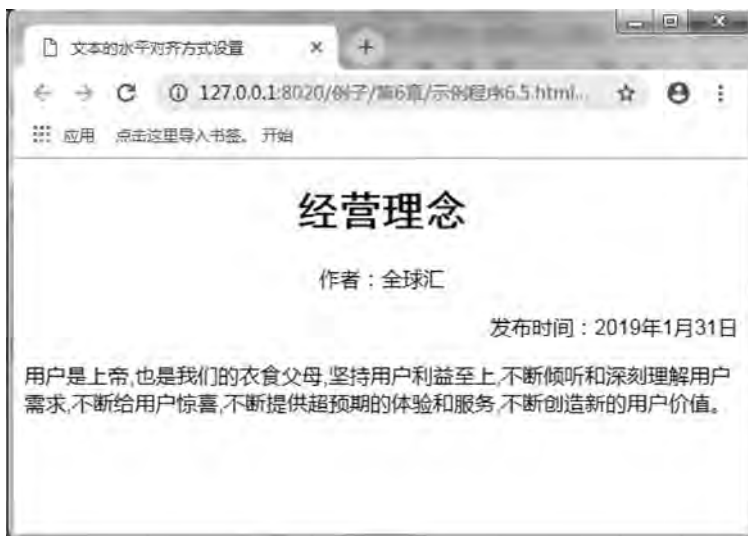 文本的水平对齐方式设置
127.0.0.1:8020/例子/第6章/示例程序6.5.html...
应用 点击这里导入书签。 开始
经营理念
作者：全球汇
发布时间：2019年1月31日
用户是上帝,也是我们的衣食父母,坚持用户利益至上,不断倾听和深刻理解用户
需求,不断给用户惊喜,不断提供超预期的体验和服务,不断创造新的用户价值。